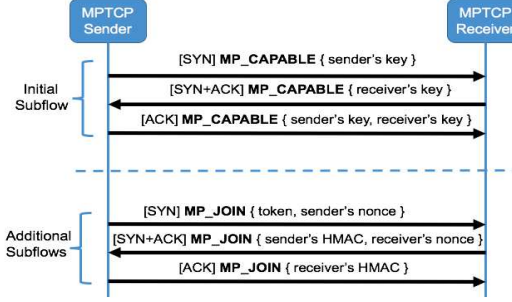 MPTCP
Sender
MPTCP
Receiver
[SYN] MP_CAPABLE { sender's key }
[SYN+ACK] MP_CAPABLE { receiver's key }
[ACK] MP_CAPABLE { sender's key, receiver's key }
Initial
Subflow
[SYN] MP_JOIN { token, sender's nonce }
[SYN+ACK] MP_JOIN { sender's HMAC, receiver's nonce }
[ACK] MP_JOIN { receiver's HMAC }
Additional
Subflows